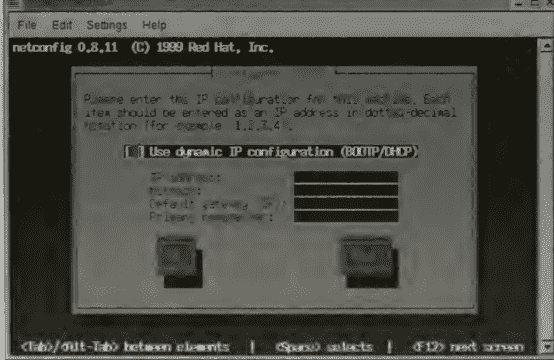 File Edit Settings Help
netconfig 0.8.11 (C) 1999 Red Hat, Inc.
Please enter the IP configuration for this machine. Each
item should be entered as an IP address in dotted-decimal
notation (for example, 1.2.3.4).
[ ] Use dynamic IP configuration (BOOTP/DHCP)
IP address:
Netmask:
Default gateway (IP):
Primary nameserver:
<Tab>/<Alt-Tab> between elements | <Space> selects | <F12> next screen